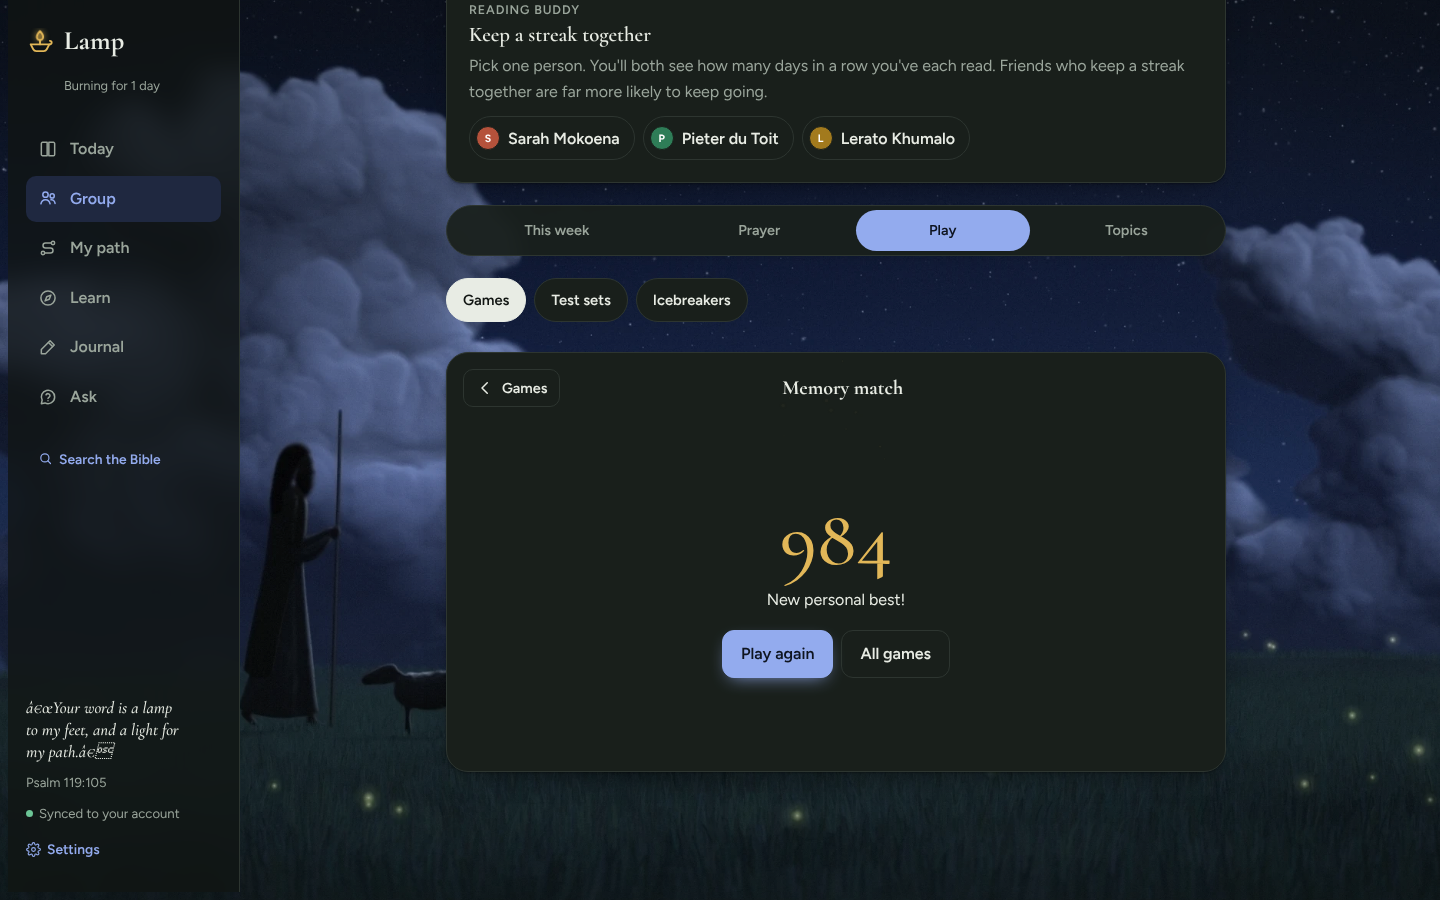 Lamp
Burning for 1 day
Today
Group
My path
Learn
Journal
Ask
Search the Bible
“Your word is a lamp
to my feet, and a light for
my path.â€
Psalm 119:105
Synced to your account
Settings
READING BUDDY
Keep a streak together
Pick one person. You'll both see how many days in a row you've each read. Friends who keep a streak
together are far more likely to keep going.
S Sarah Mokoena
P Pieter du Toit
L Lerato Khumalo
This week
Prayer
Play
Topics
Games
Test sets
Icebreakers
Games
Memory match
984
New personal best!
Play again
All games